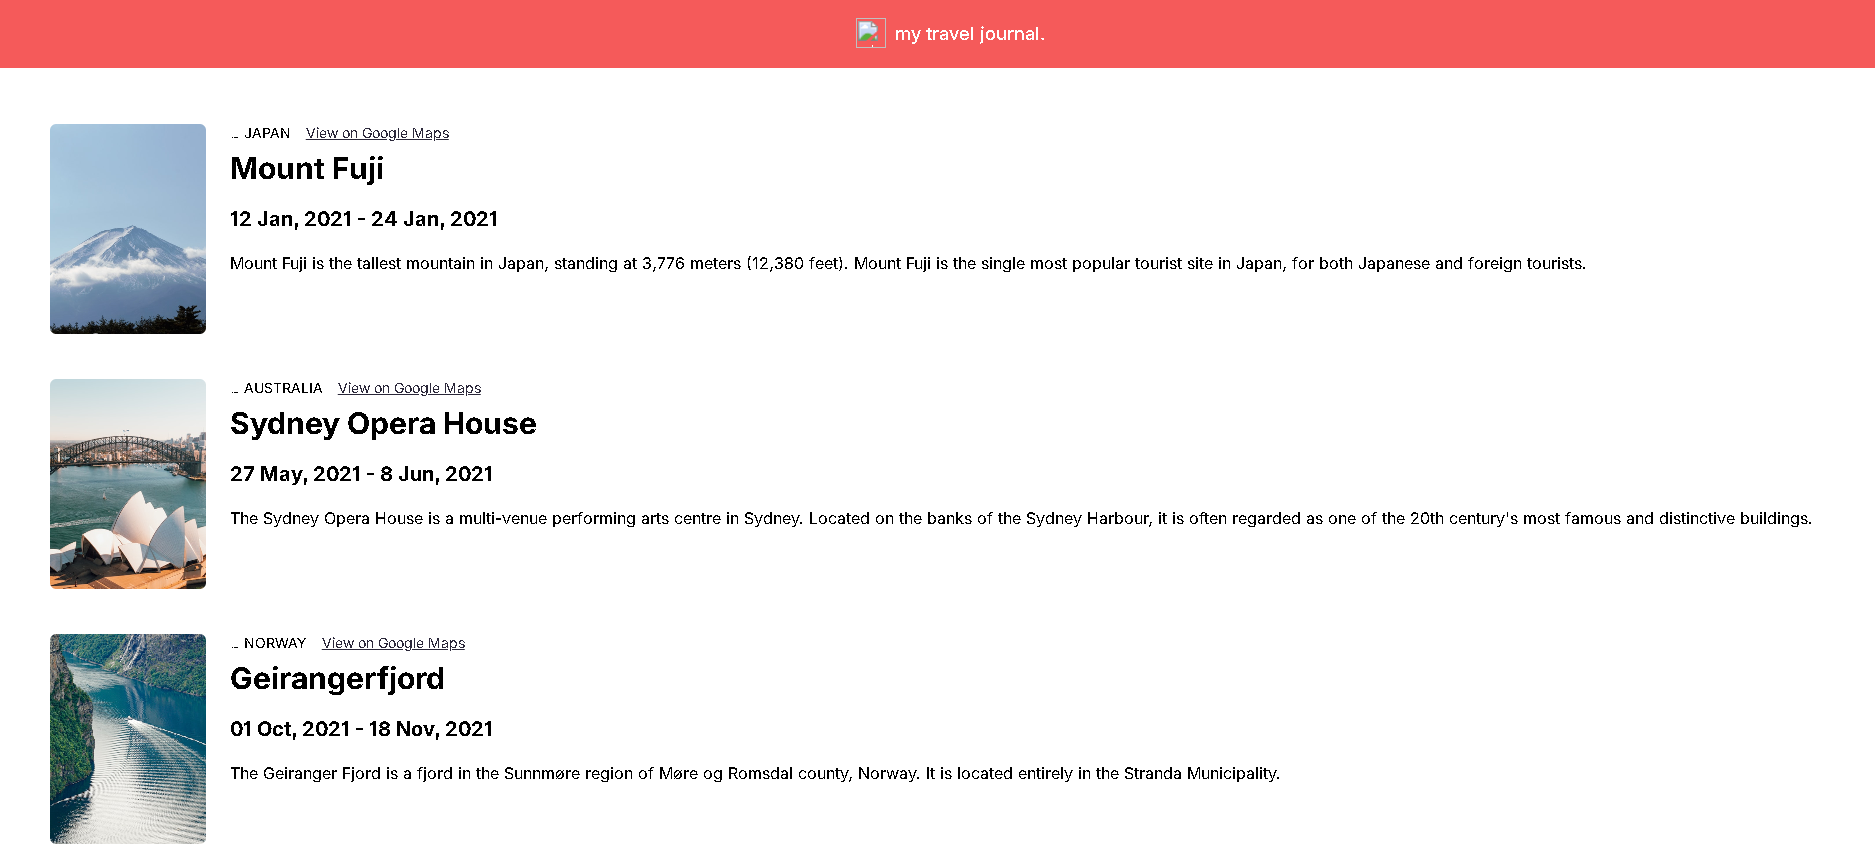 my travel journal.
JAPAN View on Google Maps
Mount Fuji
12 Jan, 2021 - 24 Jan, 2021
Mount Fuji is the tallest mountain in Japan, standing at 3,776 meters (12,380 feet). Mount Fuji is the single most popular tourist site in Japan, for both Japanese and foreign tourists.
AUSTRALIA View on Google Maps
Sydney Opera House
27 May, 2021 - 8 Jun, 2021
The Sydney Opera House is a multi-venue performing arts centre in Sydney. Located on the banks of the Sydney Harbour, it is often regarded as one of the 20th century's most famous and distinctive buildings.
NORWAY View on Google Maps
Geirangerfjord
01 Oct, 2021 - 18 Nov, 2021
The Geiranger Fjord is a fjord in the Sunnmøre region of Møre og Romsdal county, Norway. It is located entirely in the Stranda Municipality.